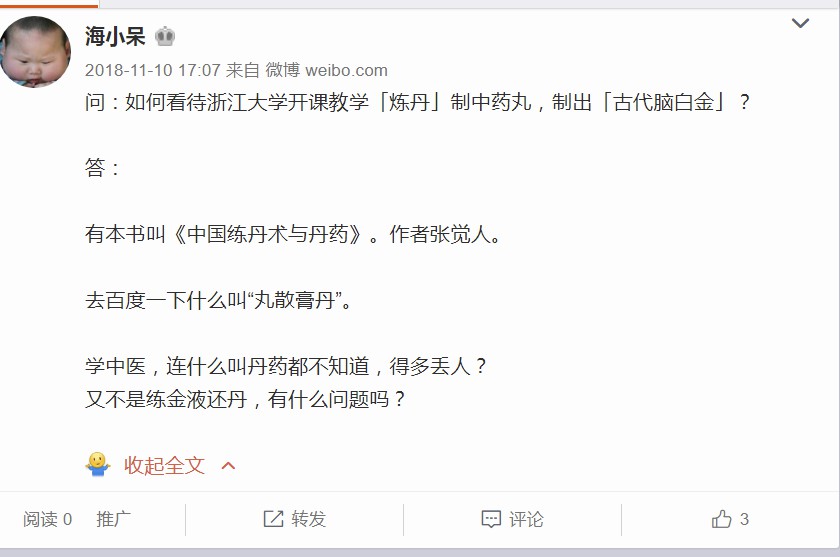 海小呆
2018-11-10 17:07 来自 微博 weibo.com
问：如何看待浙江大学开课教学「炼丹」制中药丸，制出「古代脑白金」？
答：
有本书叫《中国练丹术与丹药》。作者张觉人。
去百度一下什么叫“丸散膏丹”。
学中医，连什么叫丹药都不知道，得多丢人？
又不是练金液还丹，有什么问题吗？
收起全文
阅读 0 推广 转发 评论 3